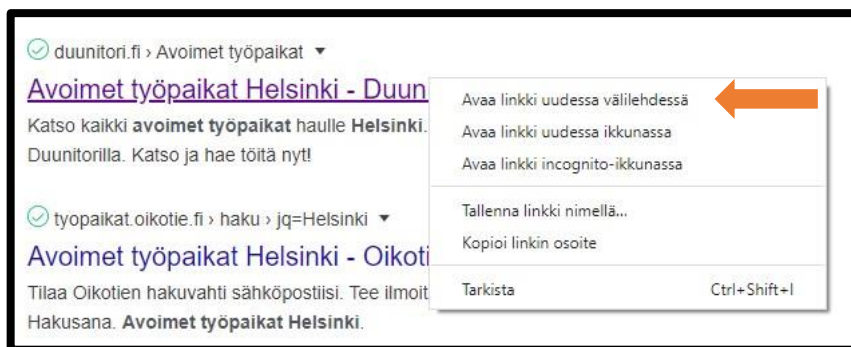 duunitori.fi › Avoimet työpaikat
Avoimet työpaikat Helsinki - Duun
Katso kaikki avoimet työpaikat haulle Helsinki.
Duunitorilla. Katso ja hae töitä nyt!
tyopaikat.oikotie.fi › haku › jq=Helsinki
Avoimet työpaikat Helsinki - Oikoti
Tilaa Oikotien hakuvahti sähköpostiisi. Tee ilmoit
Hakusana. Avoimet työpaikat Helsinki.
Avaa linkki uudessa välilehdessä
Avaa linkki uudessa ikkunassa
Avaa linkki incognito-ikkunassa
Tallenna linkki nimellä...
Kopioi linkin osoite
Tarkista Ctrl+Shift+I